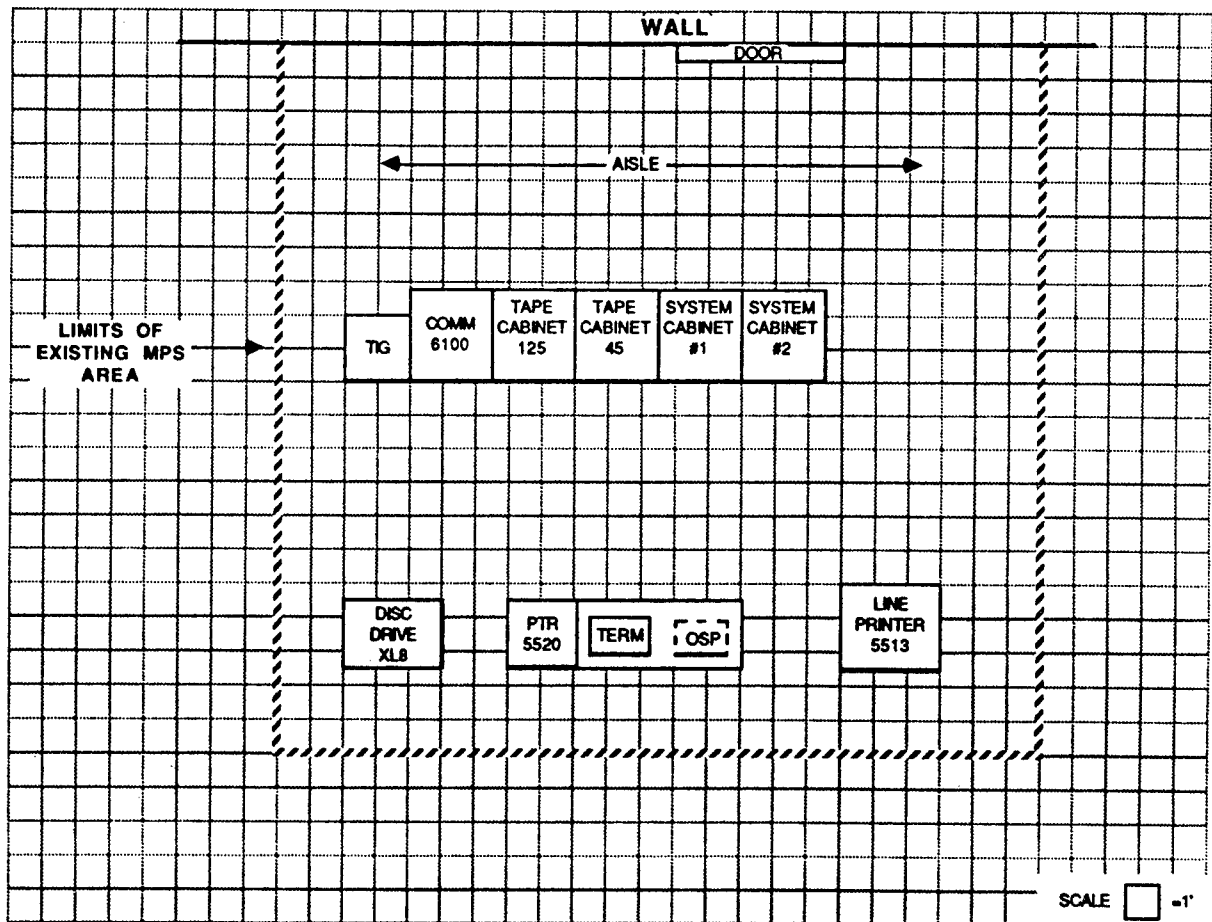 WALL
DOOR
AISLE
LIMITS OF
EXISTING MPS
AREA
TIG
COMM
6100
TAPE
CABINET
125
TAPE
CABINET
45
SYSTEM
CABINET
#1
SYSTEM
CABINET
#2
DISC
DRIVE
XL8
PTR
5520
TERM
OSP
LINE
PRINTER
5513
SCALE =1'